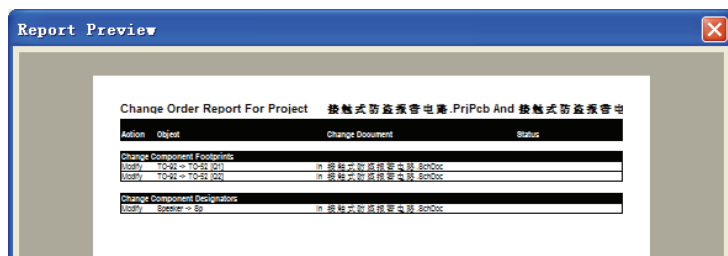 Report Preview
Change Order Report For Project 接触式防盗报警电路.PrjPcb And 接触式防盗报警电
Action Object Change Document Status
Change Component Footprints
Modify TO-92 -> TO-52 [Q1] In 接触式防盗报警电路.SchDoc
Modify TO-92 -> TO-52 [Q2] In 接触式防盗报警电路.SchDoc
Change Component Designators
Modify Speaker -> Sp In 接触式防盗报警电路.SchDoc